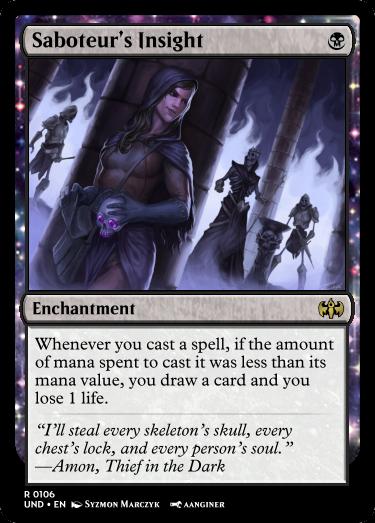 Saboteur's Insight
Enchantment
Whenever you cast a spell, if the amount
of mana spent to cast it was less than its
mana value, you draw a card and you
lose 1 life.
“I'll steal every skeleton's skull, every
chest's lock, and every person's soul.”
—Amon, Thief in the Dark
R 0106
UND • EN Syzmon Marczyk aanginer